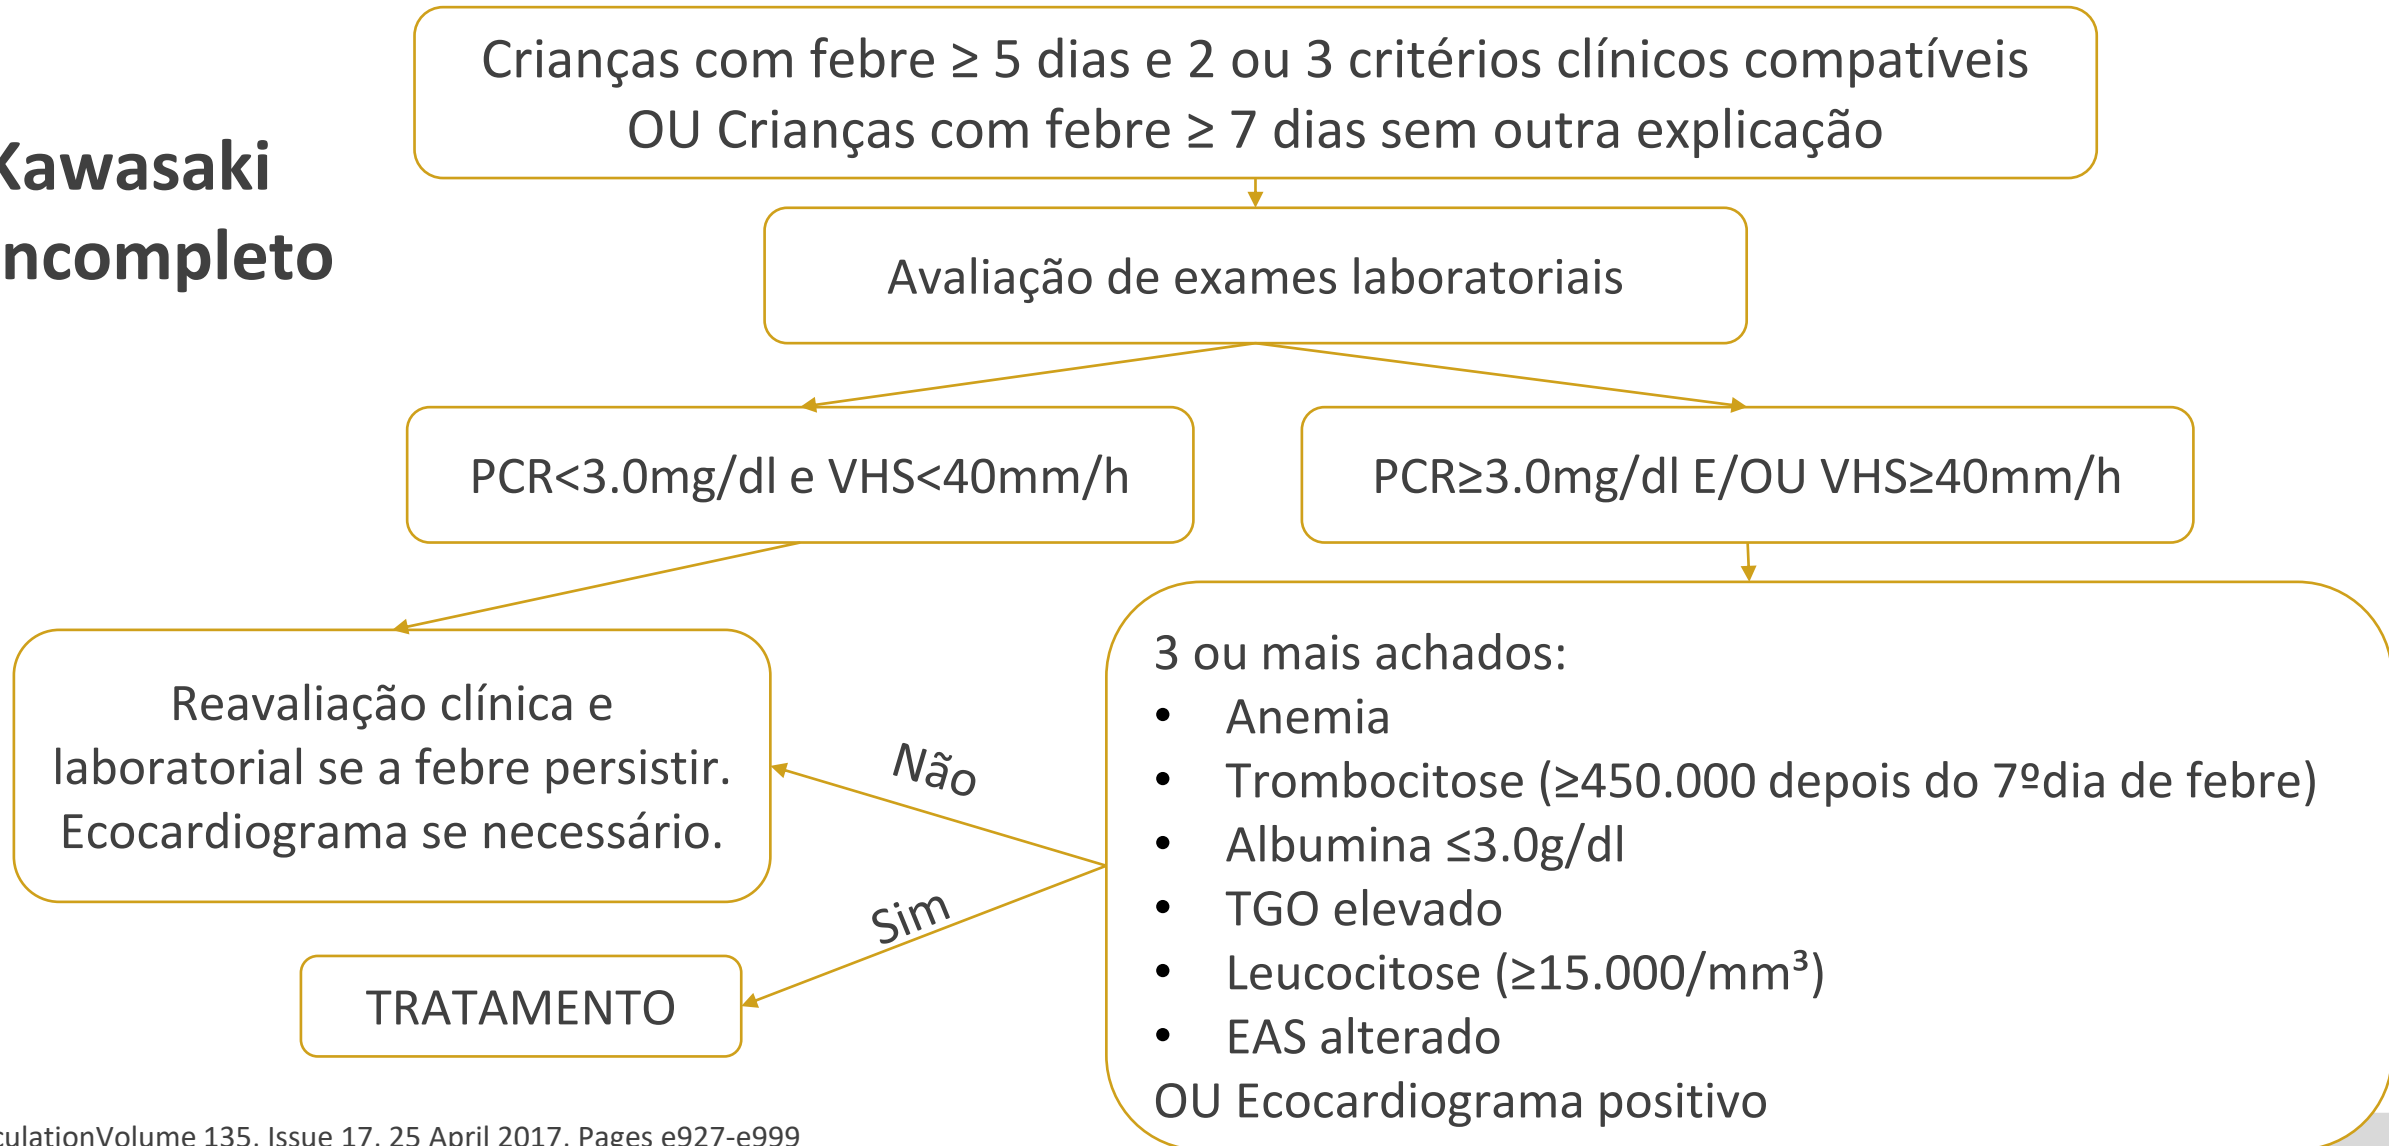 Kawasaki
ncompleto
Crianças com febre ≥ 5 dias e 2 ou 3 critérios clínicos compatíveis
OU Crianças com febre ≥ 7 dias sem outra explicação
Avaliação de exames laboratoriais
PCR<3.0mg/dl e VHS<40mm/h
PCR≥3.0mg/dl E/OU VHS≥40mm/h
Reavaliação clínica e
laboratorial se a febre persistir.
Ecocardiograma se necessário.
Não
Sim
TRATAMENTO
3 ou mais achados:
• Anemia
• Trombocitose (≥450.000 depois do 7ºdia de febre)
• Albumina ≤3.0g/dl
• TGO elevado
• Leucocitose (≥15.000/mm³)
• EAS alterado
OU Ecocardiograma positivo
culationVolume 135, Issue 17, 25 April 2017, Pages e927-e999